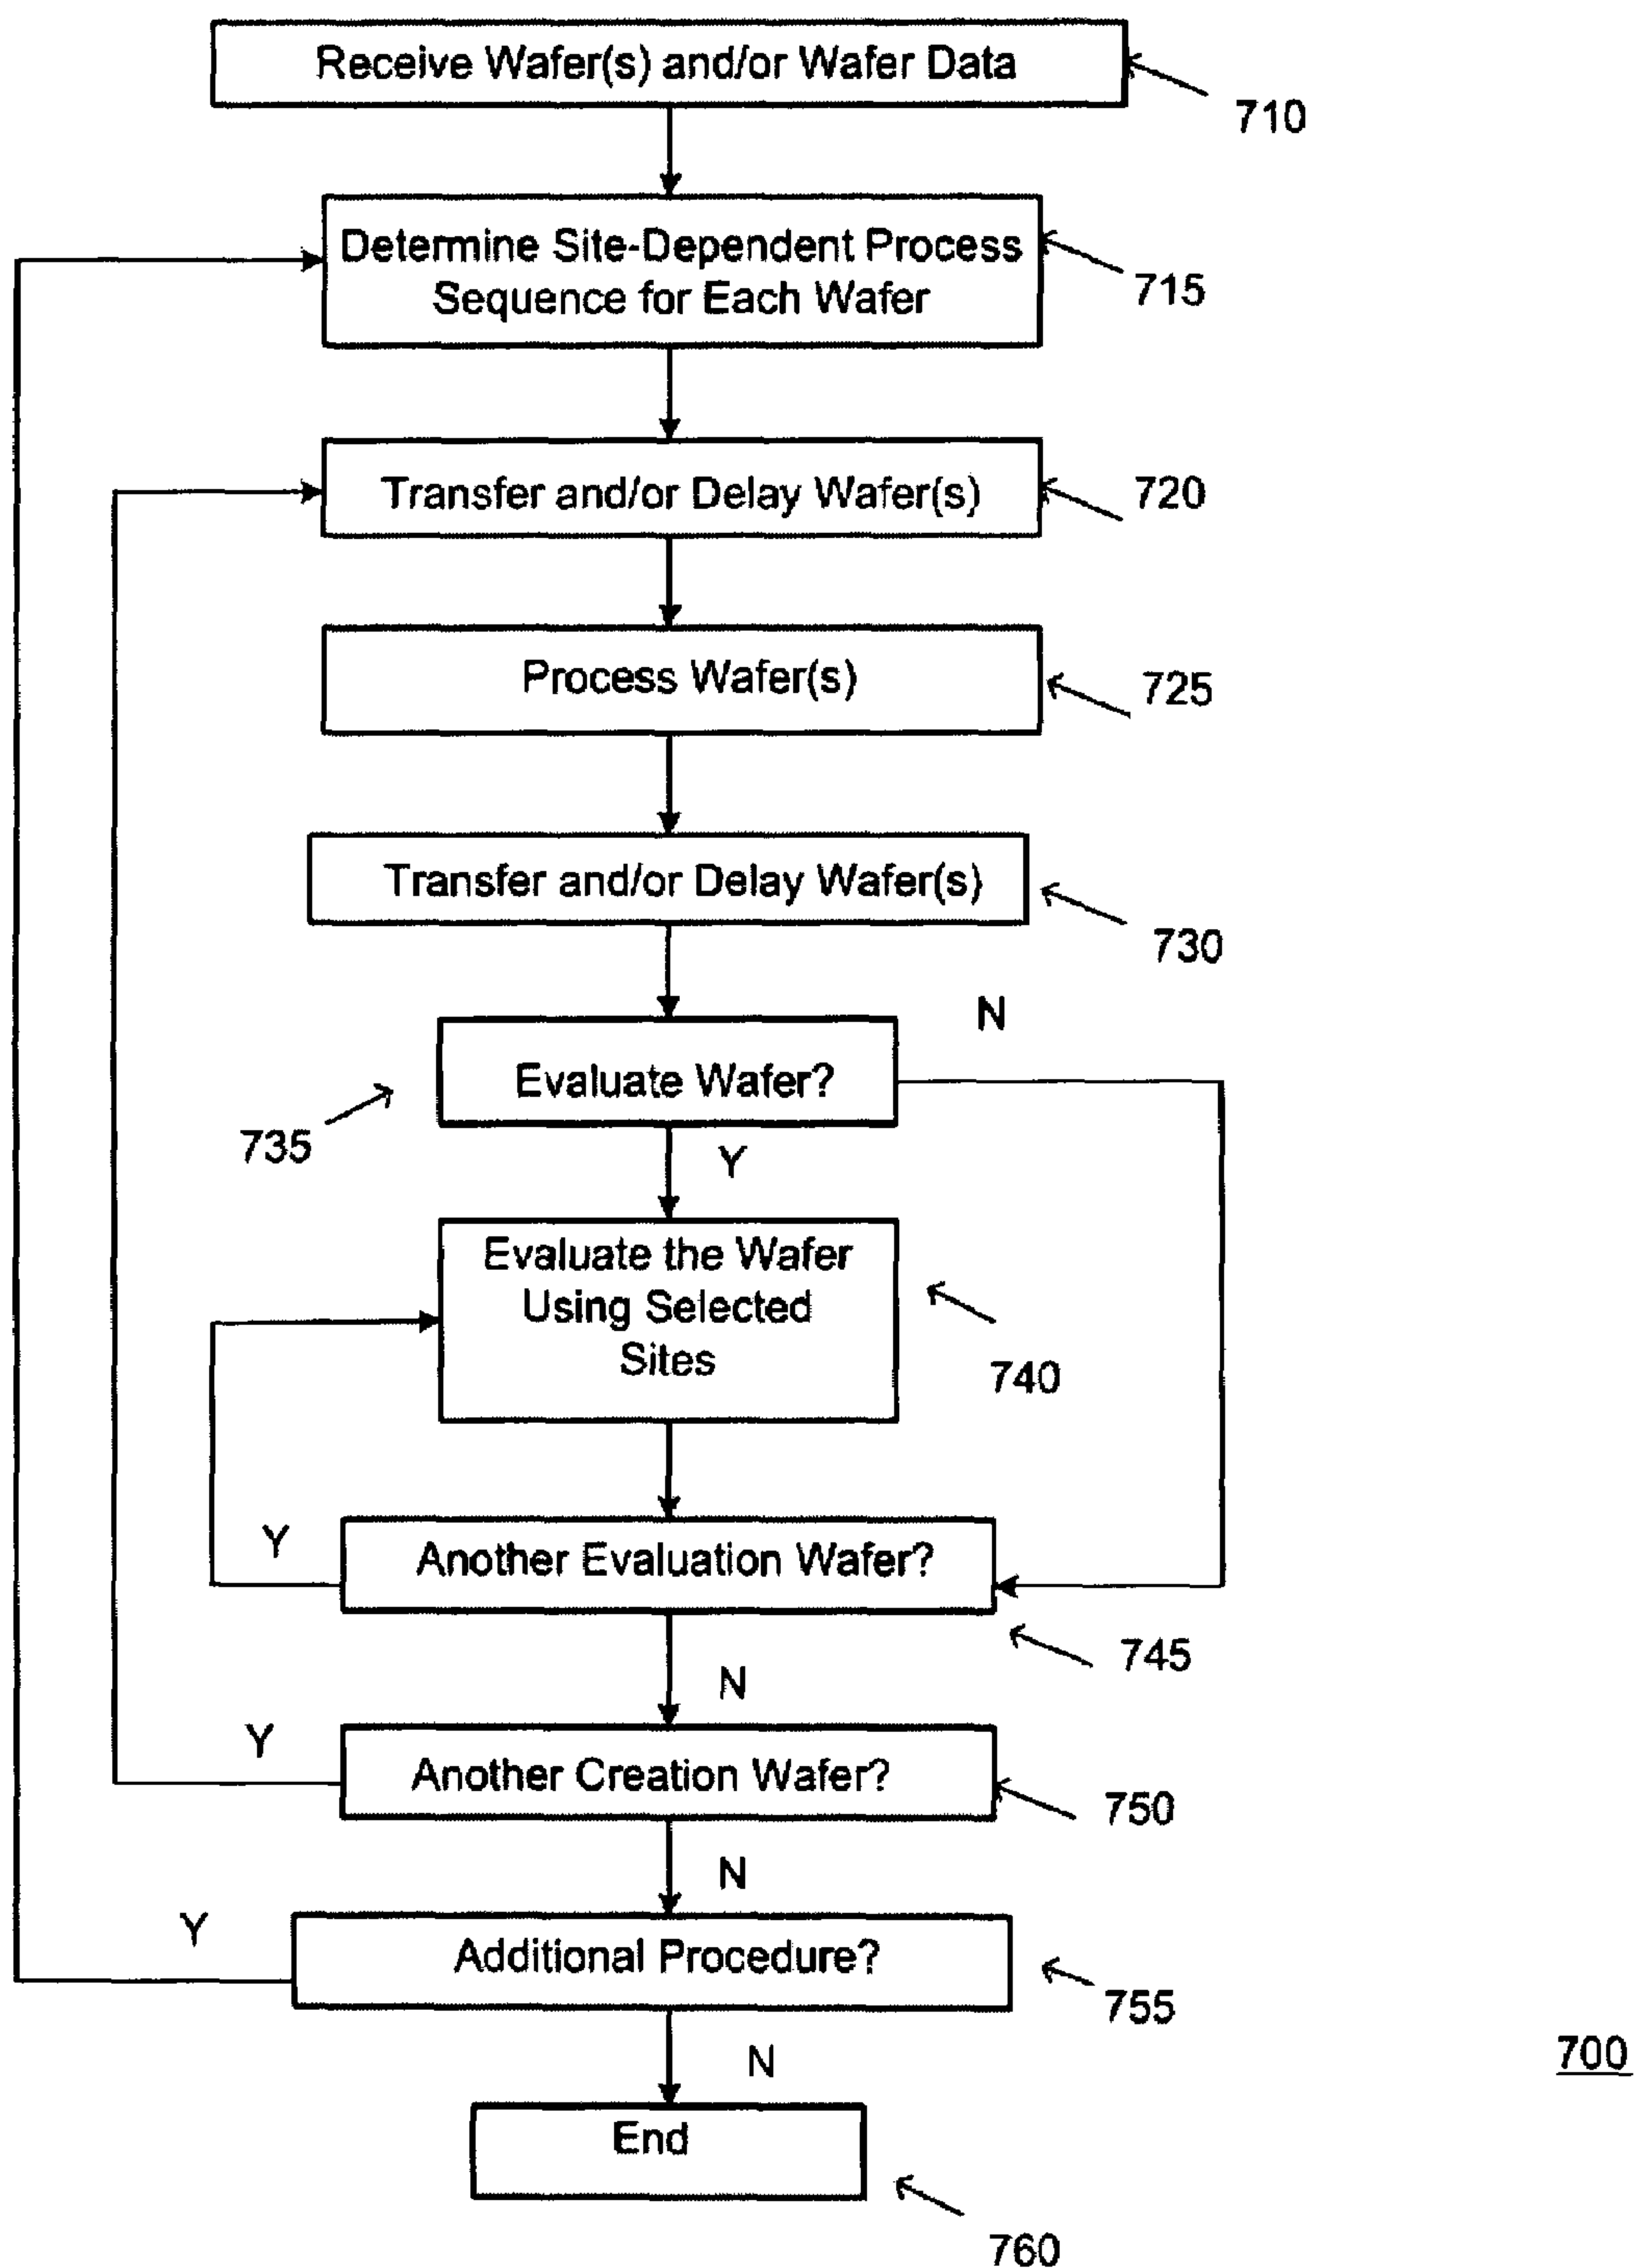 Receive Wafer(s) and/or Wafer Data
710
Determine Site-Dependent Process
Sequence for Each Wafer
715
Transfer and/or Delay Wafer(s)
720
Process Wafer(s)
725
Transfer and/or Delay Wafer(s)
730
N
Evaluate Wafer?
735
Y
Evaluate the Wafer
Using Selected
Sites
740
Y
Another Evaluation Wafer?
745
N
Y
Another Creation Wafer?
750
N
Y
Additional Procedure?
755
N
700
End
760